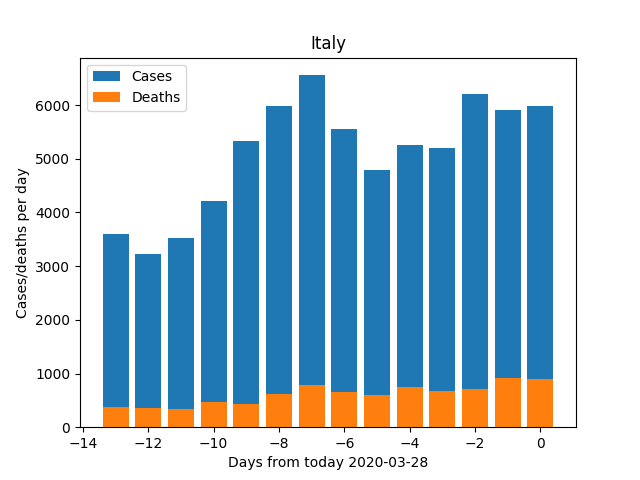 Italy
Cases
Deaths
Cases/deaths per day
6000
5000
4000
3000
2000
1000
0
−14 −12 −10 −8 −6 −4 −2 0
Days from today 2020-03-28